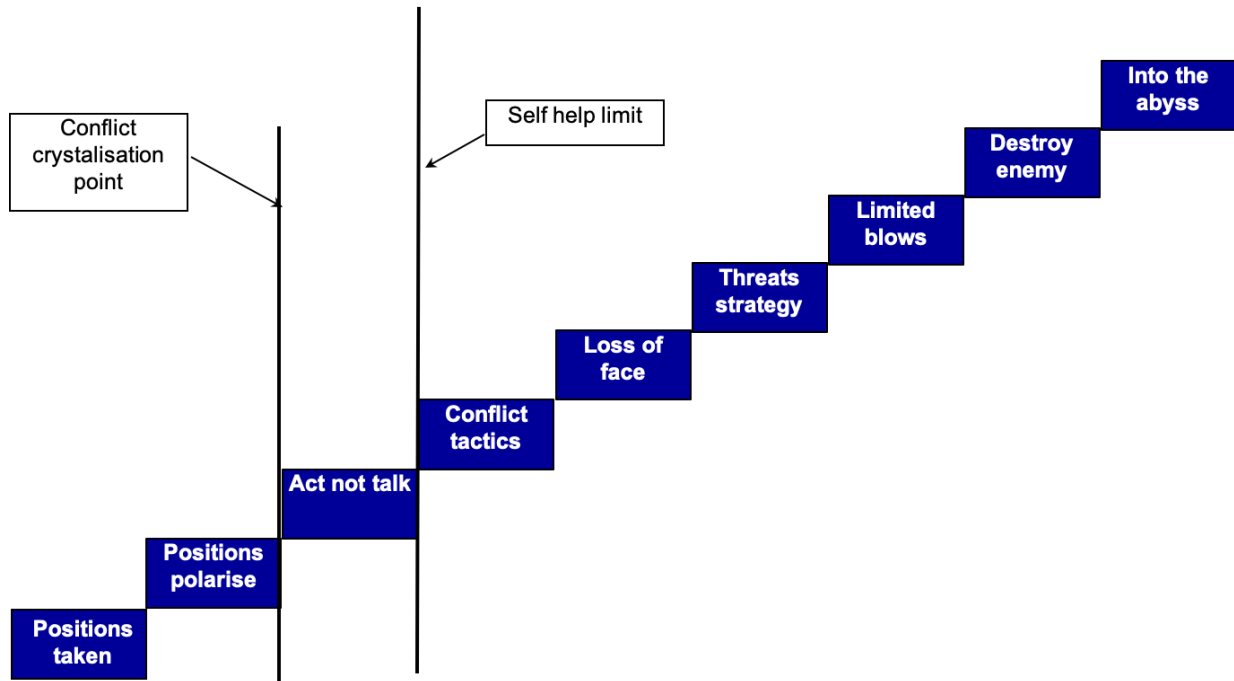 Into the
abyss
Self help limit
Conflict
crystalisation
point
Destroy
enemy
Limited
blows
Threats
strategy
Loss of
face
Conflict
tactics
Act not talk
Positions
polarise
Positions
taken